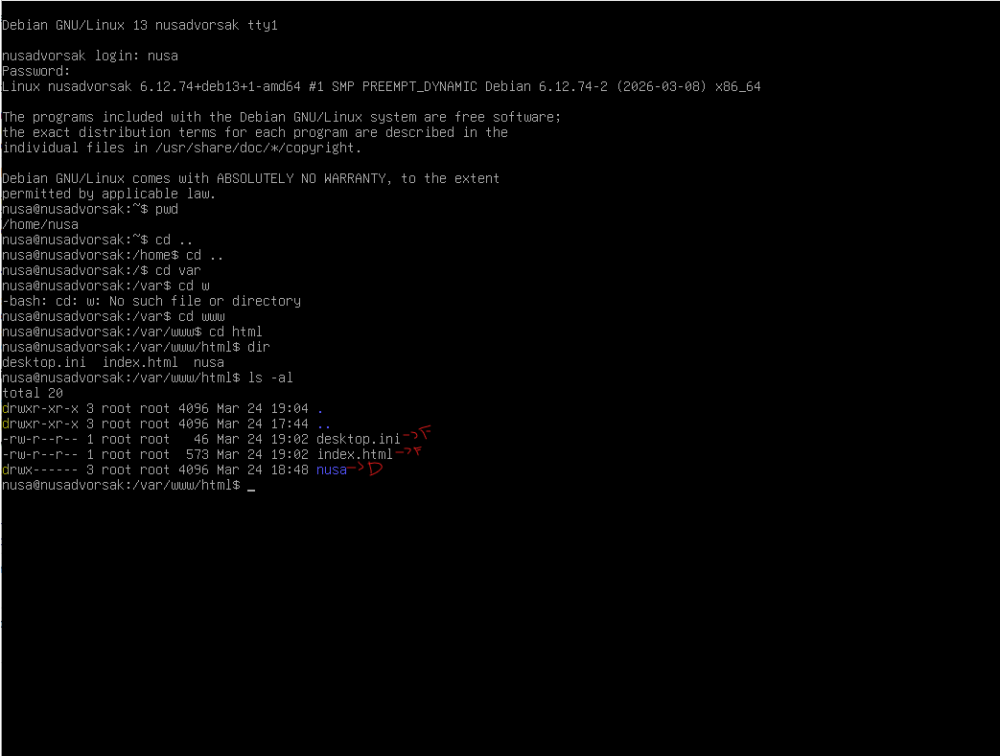 Debian GNU/Linux 13 nusadvorsak tty1
nusadvorsak login: nusa
Password:
Linux nusadvorsak 6.12.74+deb13+1-amd64 #1 SMP PREEMPT_DYNAMIC Debian 6.12.74-2 (2026-03-08) x86_64
The programs included with the Debian GNU/Linux system are free software;
the exact distribution terms for each program are described in the
individual files in /usr/share/doc/*/copyright.
Debian GNU/Linux comes with ABSOLUTELY NO WARRANTY, to the extent
permitted by applicable law.
nusa@nusadvorsak:~$ pwd
/home/nusa
nusa@nusadvorsak:~$ cd ..
nusa@nusadvorsak:/home$ cd ..
nusa@nusadvorsak:/$ cd var
nusa@nusadvorsak:/var$ cd w
-bash: cd: w: No such file or directory
nusa@nusadvorsak:/var$ cd www
nusa@nusadvorsak:/var/www$ cd html
nusa@nusadvorsak:/var/www/html$ dir
desktop.ini  index.html  nusa
nusa@nusadvorsak:/var/www/html$ ls -al
total 20
drwxr-xr-x 3 root root 4096 Mar 24 19:04 .
drwxr-xr-x 3 root root 4096 Mar 24 17:44 ..
-rw-r--r-- 1 root root   46 Mar 24 19:02 desktop.ini -> F
-rw-r--r-- 1 root root  573 Mar 24 19:02 index.html -> F
drwx------ 3 root root 4096 Mar 24 18:48 nusa -> D
nusa@nusadvorsak:/var/www/html$ _